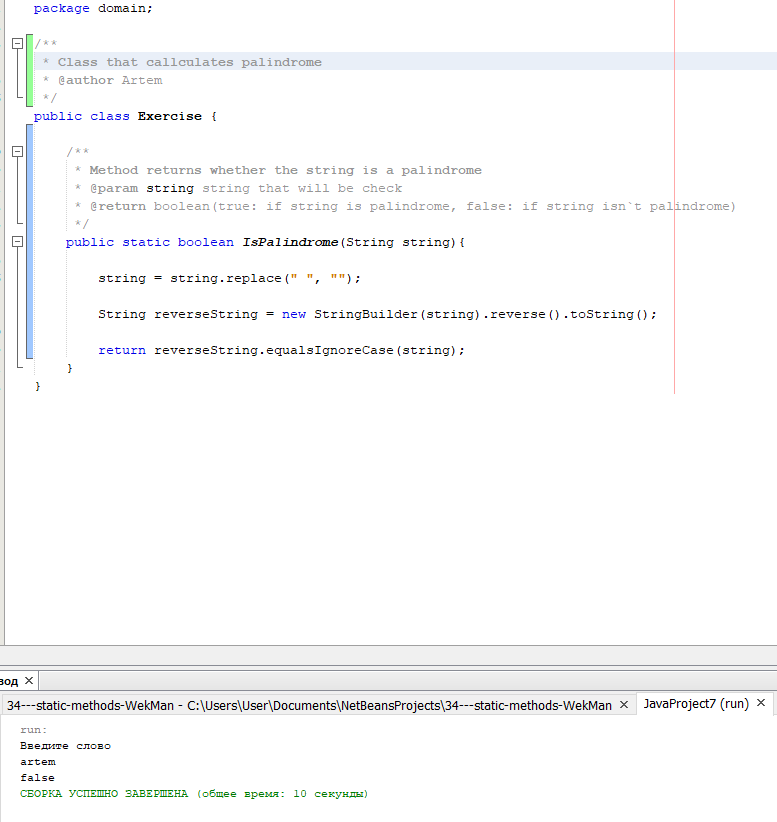 package domain;
/**
* Class that callculates palindrome
* @author Artem
*/
public class Exercise {
/**
* Method returns whether the string is a palindrome
* @param string string that will be check
* @return boolean(true: if string is palindrome, false: if string isn`t palindrome)
*/
public static boolean IsPalindrome(String string){
string = string.replace(" ", "");
String reverseString = new StringBuilder(string).reverse().toString();
return reverseString.equalsIgnoreCase(string);
}
}
вод ×
34---static-methods-WekMan - C:\Users\User\Documents\NetBeansProjects\34---static-methods-WekMan × JavaProject7 (run) ×
run:
Введите слово
artem
false
СБОРКА УСПЕШНО ЗАВЕРШЕНА (общее время: 10 секунды)